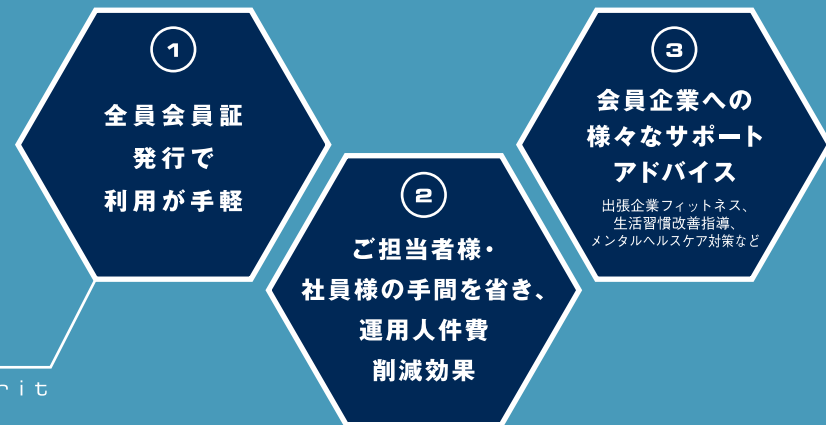 1
全員会員証
発行で
利用が手軽
2
ご担当者様・
社員様の手間を省き、
運用人件費
削減効果
3
会員企業への
様々なサポート
アドバイス
出張企業フィットネス、
生活習慣改善指導、
メンタルヘルスケア対策など
rit